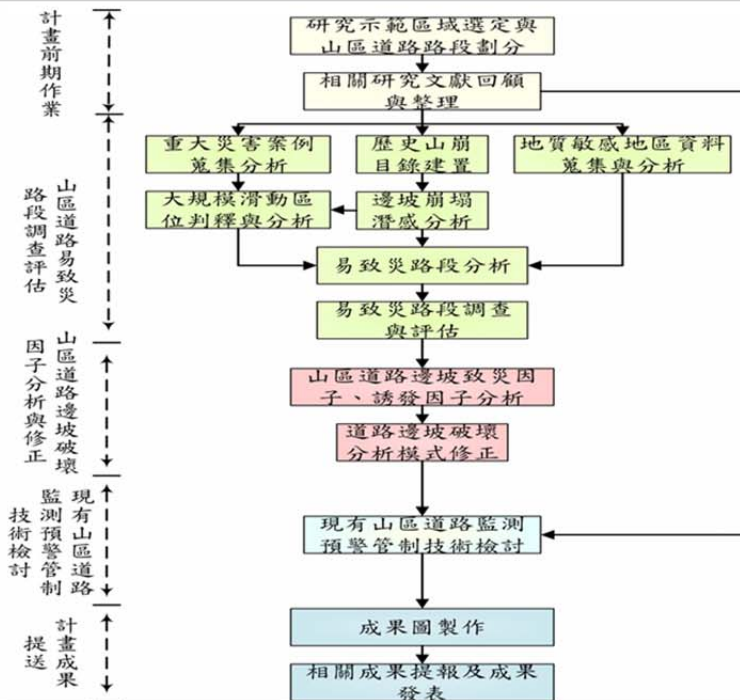 計畫前期作業
研究示範區域選定與
山區道路路段劃分
相關研究文獻回顧
與整理
山區道路易致災
路段調查評估
重大災害案例
蒐集分析
歷史山崩
目錄建置
地質敏感地區資料
蒐集與分析
大規模滑動區
位判釋與分析
邊坡崩塌
潛感分析
易致災路段分析
易致災路段調查
與評估
山區道路邊坡破壞
因子分析與修正
山區道路邊坡致災因
子、誘發因子分析
道路邊坡破壞
分析模式修正
現有山區道路
監測預警管制
技術檢討
現有山區道路監測
預警管制技術檢討
計畫成果
提送
成果圖製作
相關成果提報及成果
發表